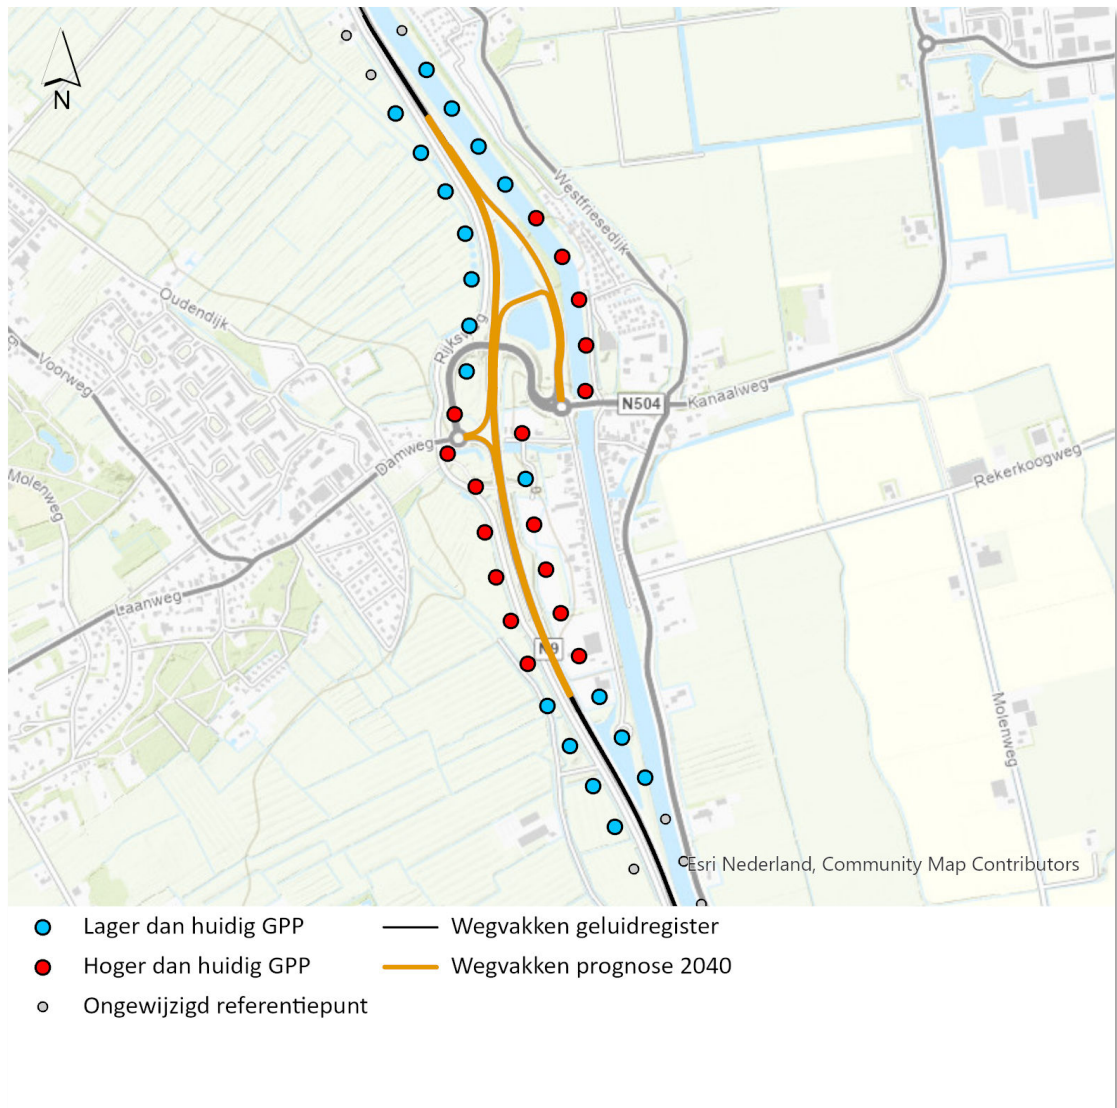 N
Westfriesedijk
Oudendijk
Rijksweg
Voorweg
N504
Kanaalweg
Damweg
Rekerkoogweg
Molenweg
Laanweg
N9
Molenweg
Esri Nederland, Community Map Contributors
Lager dan huidig GPP
Wegvakken geluidregister
Hoger dan huidig GPP
Wegvakken prognose 2040
Ongewijzigd referentiepunt